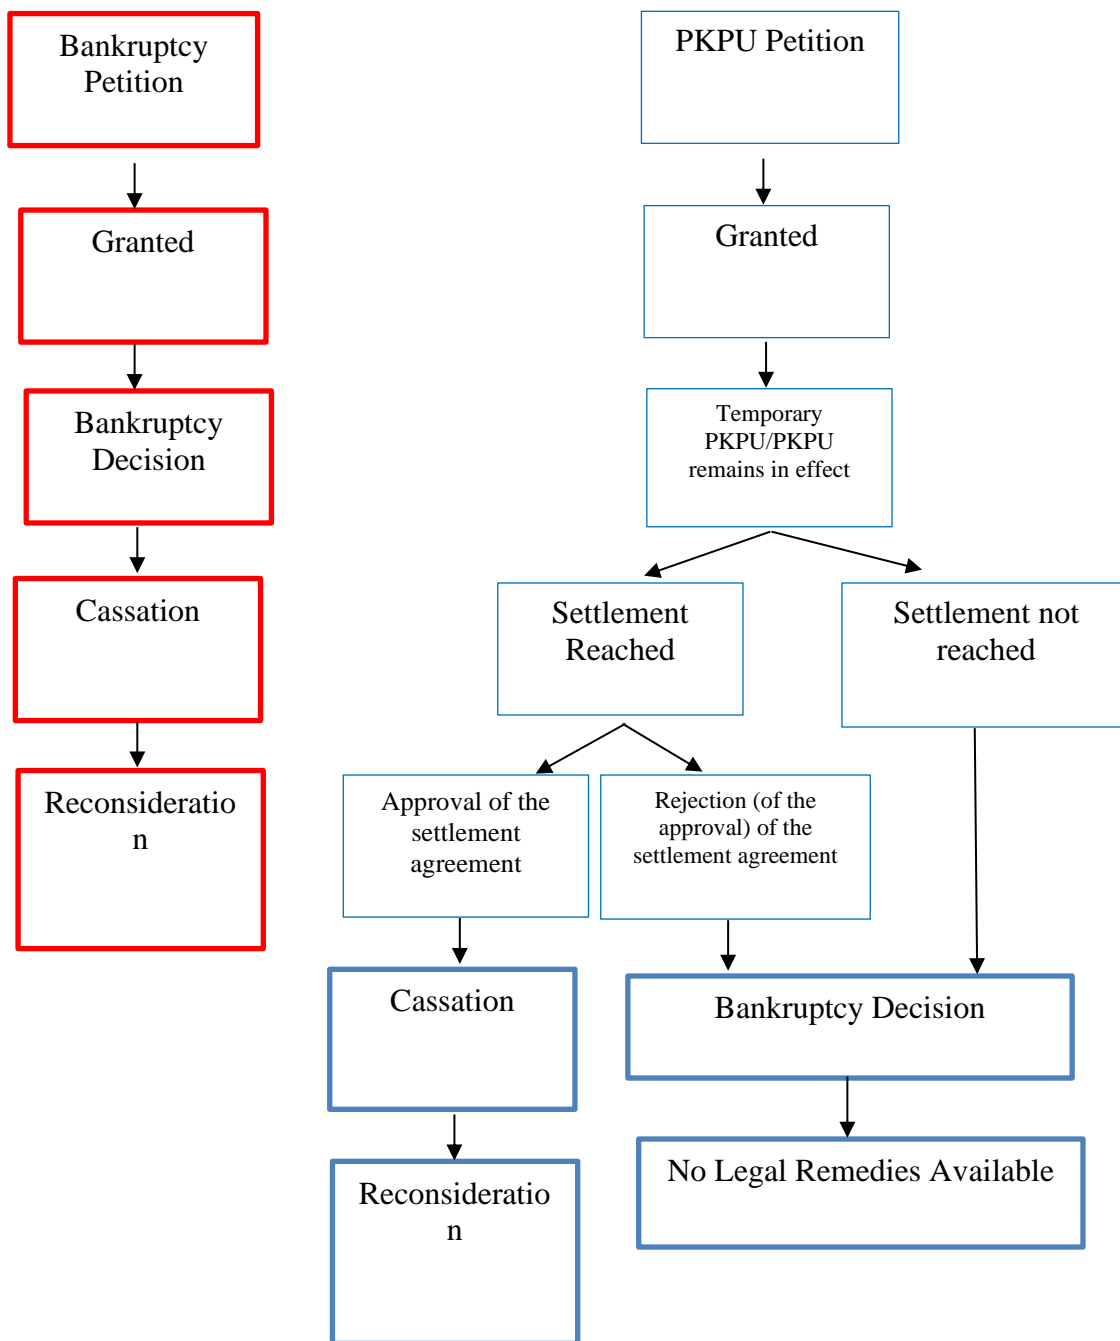 Bankruptcy
Petition
Granted
Bankruptcy
Decision
Cassation
Reconsideratio
n
PKPU Petition
Granted
Temporary
PKPU/PKPU
remains in effect
Settlement
Reached
Settlement not
reached
Approval of the
settlement
agreement
Rejection (of the
approval) of the
settlement agreement
Cassation
Bankruptcy Decision
Reconsideratio
n
No Legal Remedies Available